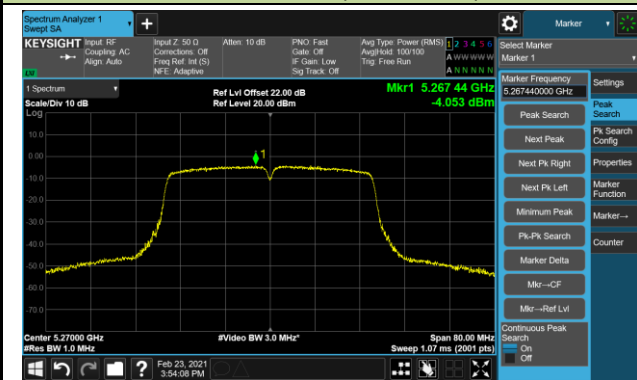 Spectrum Analyzer 1
Swept SA
+
Marker
KEYSIGHT
Input: RF
Coupling: AC
Align: Auto
Input Z: 50 Ω
Corrections: Off
Freq Ref: Int (S)
NFE: Adaptive
Atten: 10 dB
PNO: Fast
Gate: Off
IF Gain: Low
Sig Track: Off
Avg Type: Power (RMS)
Avg|Hold: 100/100
Trig: Free Run
1 2 3 4 5 6
A W W W W W
A N N N N N
Select Marker
Marker 1
1 Spectrum
Scale/Div 10 dB
Log
Ref Lvl Offset 22.00 dB
Ref Level 20.00 dBm
Mkr1 5.267 44 GHz
-4.053 dBm
10.0
0.00
-10.0
-20.0
-30.0
-40.0
-50.0
-60.0
-70.0
1
Center 5.27000 GHz
#Res BW 1.0 MHz
#Video BW 3.0 MHz*
Span 80.00 MHz
Sweep 1.07 ms (2001 pts)
Marker Frequency
5.267440000 GHz
Peak Search
Next Peak
Next Pk Right
Next Pk Left
Minimum Peak
Pk-Pk Search
Marker Delta
Mkr→CF
Mkr→Ref Lvl
Continuous Peak
Search
On
Off
Settings
Peak
Search
Pk Search
Config
Properties
Marker
Function
Marker→
Counter
?
Feb 23, 2021
3:54:08 PM